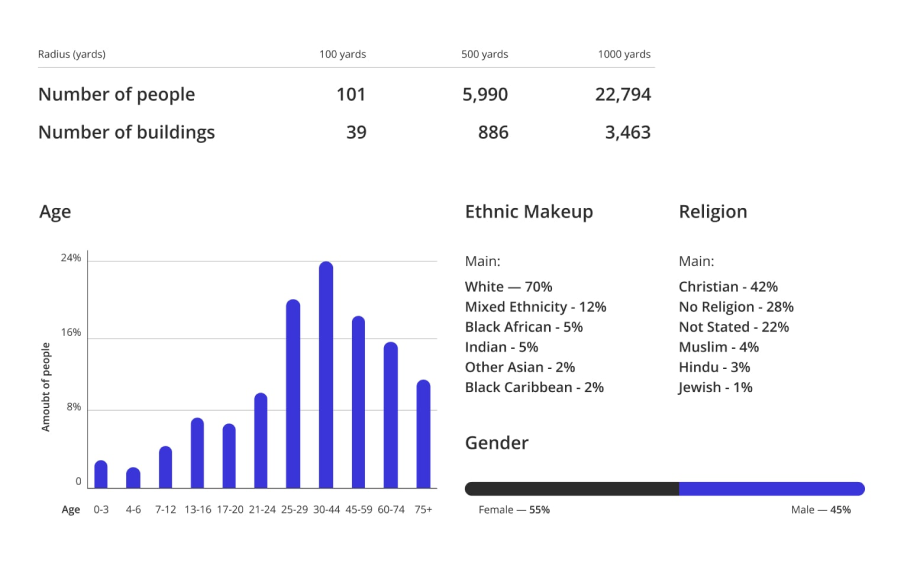 Radius (yards) 100 yards 500 yards 1000 yards
Number of people 101 5,990 22,794
Number of buildings 39 886 3,463
Age
24%
16%
8%
0
Amoubt of people
Age 0-3 4-6 7-12 13-16 17-20 21-24 25-29 30-44 45-59 60-74 75+
Ethnic Makeup
Main:
White — 70%
Mixed Ethnicity - 12%
Black African - 5%
Indian - 5%
Other Asian - 2%
Black Caribbean - 2%
Religion
Main:
Christian - 42%
No Religion - 28%
Not Stated - 22%
Muslim - 4%
Hindu - 3%
Jewish - 1%
Gender
Female — 55% Male — 45%